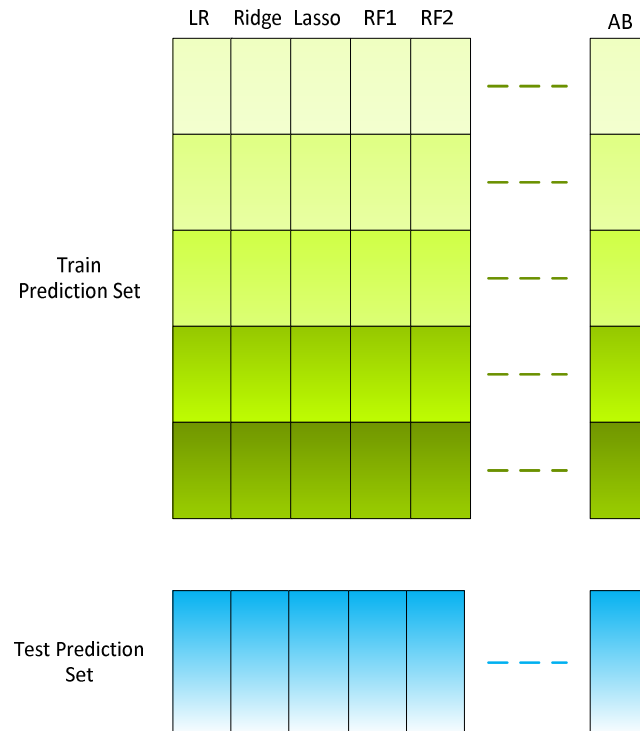 LR Ridge Lasso RF1 RF2 AB
Train
Prediction Set
Test Prediction
Set